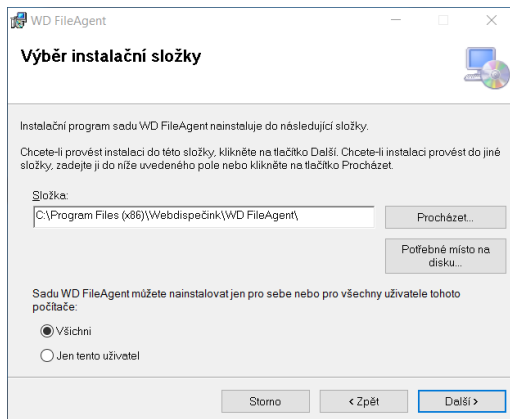 WD FileAgent
Výběr instalační složky
Instalační program sadu WD FileAgent nainstaluje do následující složky.
Chcete-li provést instalaci do této složky, klikněte na tlačítko Další. Chcete-li instalaci provést do jiné
složky, zadejte ji do níže uvedeného pole nebo klikněte na tlačítko Procházet.
Složka:
C:\Program Files (x86)\Webdispečink\WD FileAgent\
Procházet...
Potřebné místo na
disku...
Sadu WD FileAgent můžete nainstalovat jen pro sebe nebo pro všechny uživatele tohoto
počítače:
Všichni
Jen tento uživatel
Storno
< Zpět
Další >